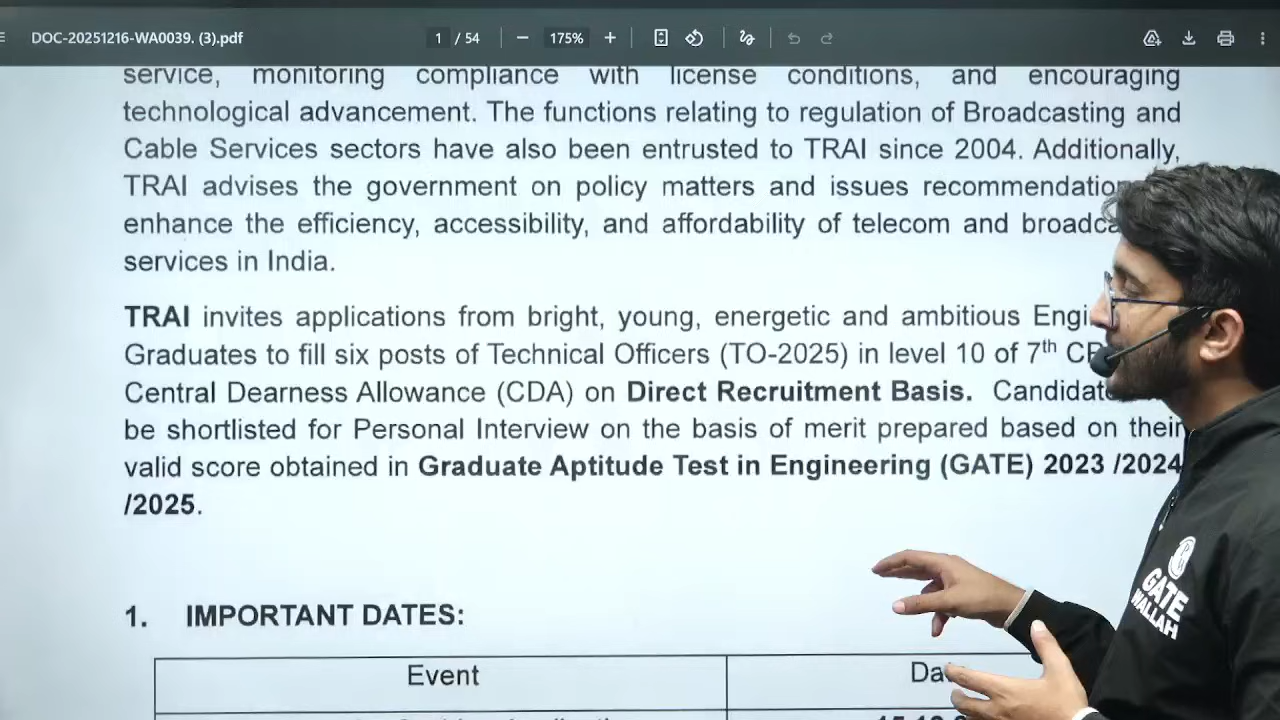 DOC-20251216-WA0039. (3).pdf
1 / 54
175%
service, monitoring compliance with license conditions, and encouraging
technological advancement. The functions relating to regulation of Broadcasting and
Cable Services sectors have also been entrusted to TRAI since 2004. Additionally,
TRAI advises the government on policy matters and issues
enhance the efficiency, accessibility, and affordability of telecom and
services in India.
TRAI invites applications from bright, young, energetic and ambitious
Graduates to fill six posts of Technical Officers (TO-2025) in level 10 of 7th
Central Dearness Allowance (CDA) on Direct Recruitment Basis.
be shortlisted for Personal Interview on the basis of merit prepared based on their
valid score obtained in Graduate Aptitude Test in Engineering (GATE) 2023 /2024
/2025.
1. IMPORTANT DATES:
Event
GATE
WALLAH